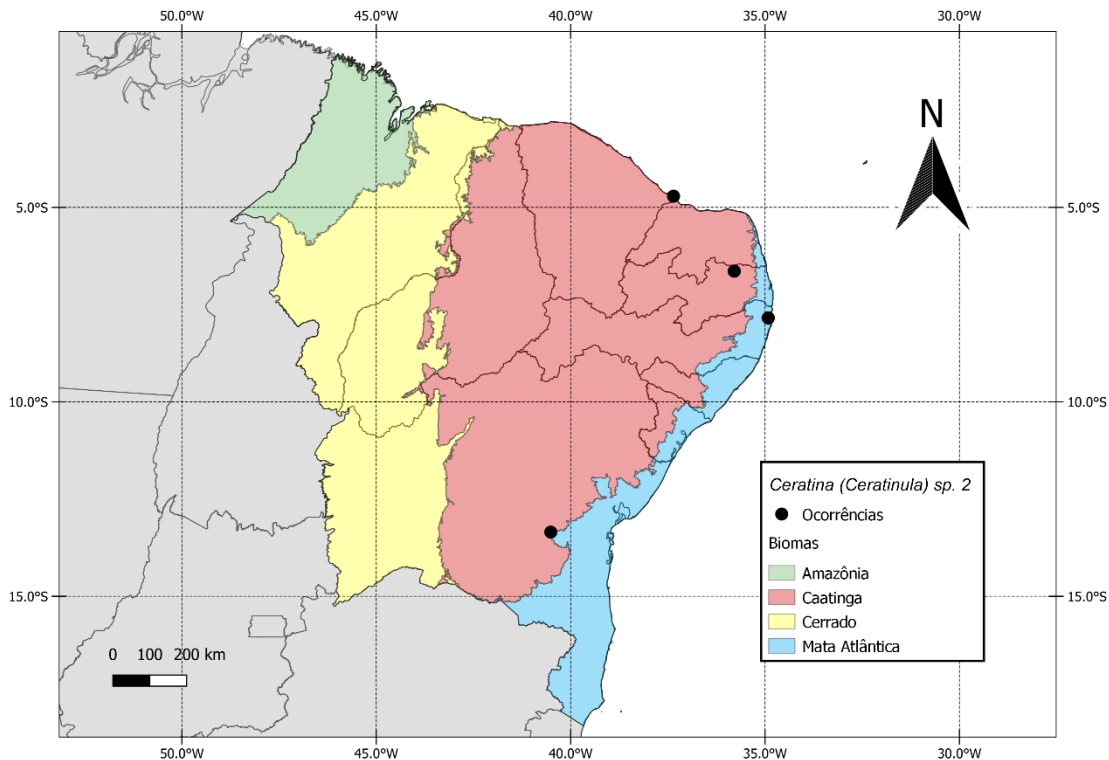 50.0°W 45.0°W 40.0°W 35.0°W 30.0°W
N
5.0°S 5.0°S
10.0°S 10.0°S
Ceratina (Ceratinula) sp. 2
Ocorrências
Biomas
Amazônia
15.0°S Caatinga 15.0°S
Cerrado
Mata Atlântica
0 100 200 km
50.0°W 45.0°W 40.0°W 35.0°W 30.0°W